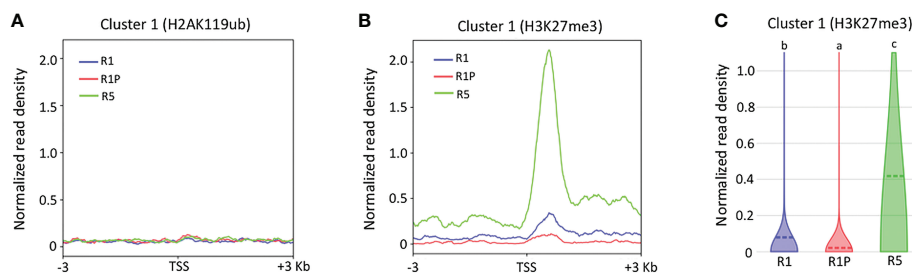 A
Cluster 1 (H2AK119ub)
Normalized read density
2.0
1.5
1.0
0.5
0
R1
R1P
R5
-3
TSS
+3 Kb
B
Cluster 1 (H3K27me3)
Normalized read density
2.0
1.5
1.0
0.5
0
R1
R1P
R5
-3
TSS
+3 Kb
C
Cluster 1 (H3K27me3)
Normalized read density
b
a
c
1.0
0.8
0.6
0.4
0.2
0
R1
R1P
R5